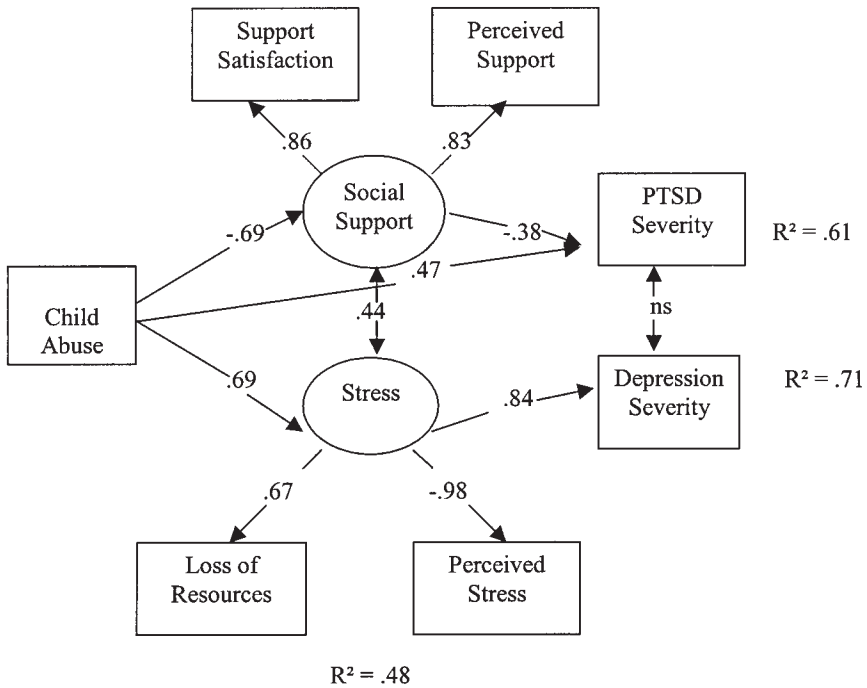 Support
Satisfaction
Perceived
Support
.86
.83
Social
Support
PTSD
Severity
R² = .61
-.69
-.38
.47
Child
Abuse
.44
ns
.69
Stress
.84
Depression
Severity
R² = .71
.67
-.98
Loss of
Resources
Perceived
Stress
R² = .48